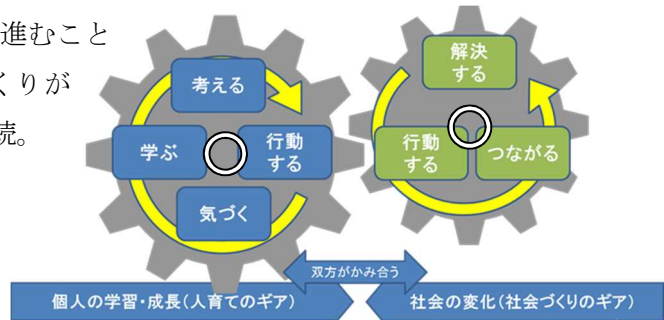 進むこと
くりが
続。
考える
学ぶ
行動
する
気づく
解決
する
行動
する
つながる
双方がかみ合う
個人の学習・成長(人育てのギア)
社会の変化(社会づくりのギア)